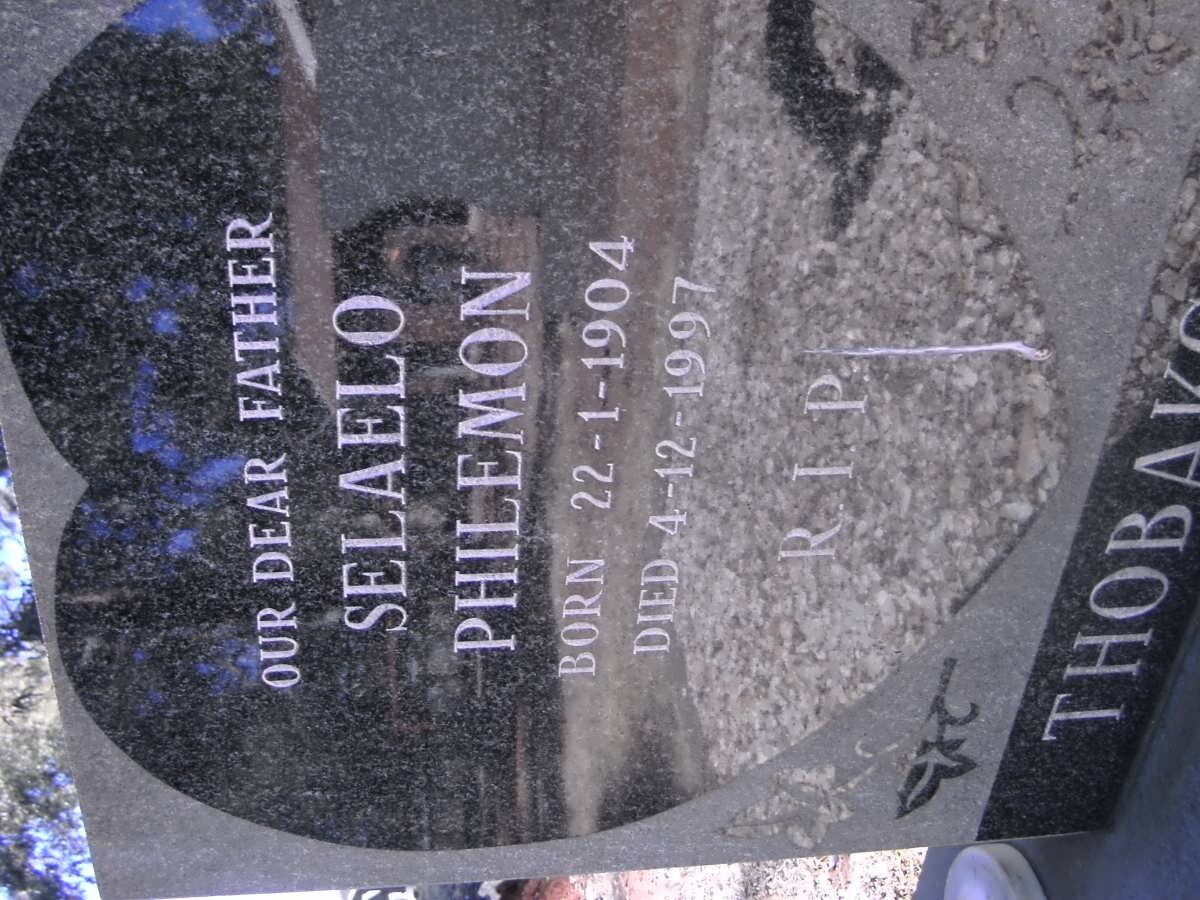 OUR DEAR FATHER
SELAELO
PHILEMON
BORN 22-1-1904
DIED 4-12-1997
R.I.P.